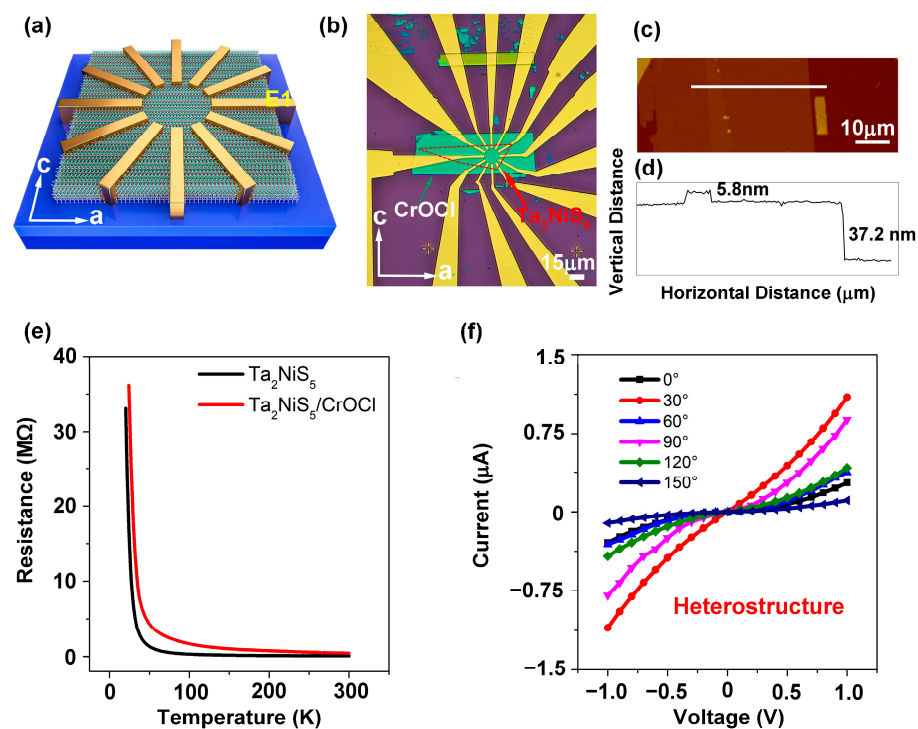 (a)
E1
c
a
(b)
CrOCl
Ta₂NiS₅
c
a
15μm
(c)
10μm
(d)
Vertical Distance
5.8nm
37.2 nm
Horizontal Distance (μm)
(e)
Resistance (MΩ)
40
30
20
10
0
Ta₂NiS₅
Ta₂NiS₅/CrOCl
0 100 200 300
Temperature (K)
(f)
Current (μA)
1.5
0.75
0
−0.75
−1.5
0°
30°
60°
90°
120°
150°
Heterostructure
−1.0 −0.5 0 0.5 1.0
Voltage (V)